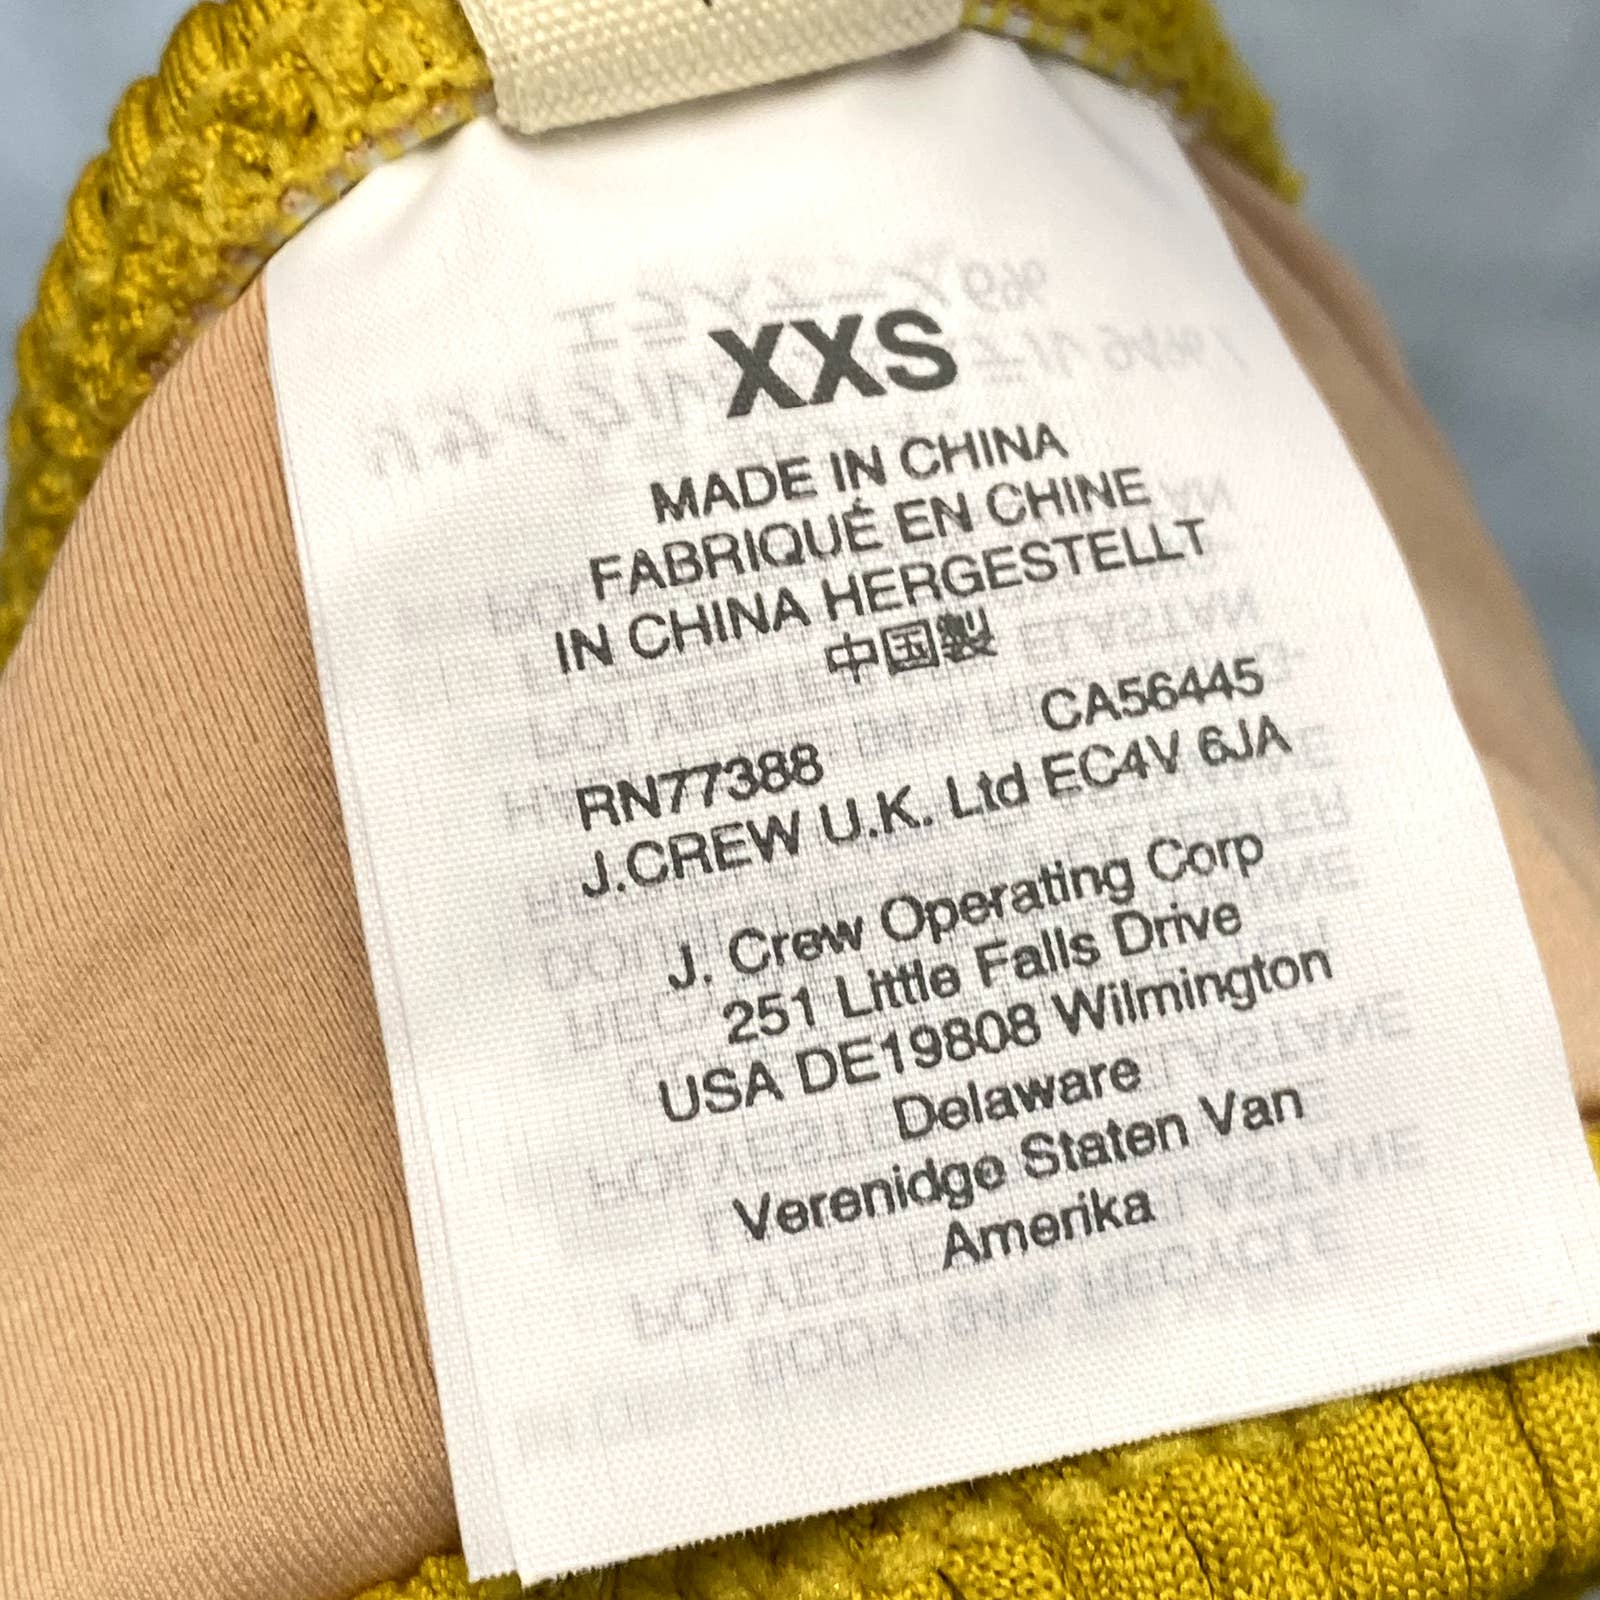 XXS
MADE IN CHINA
FABRIQUÉ EN CHINE
IN CHINA HERGESTELLT
中国製
RN77388 CA56445
J.CREW U.K. Ltd EC4V 6JA
J. Crew Operating Corp
251 Little Falls Drive
USA DE19808 Wilmington
Delaware
Verenidge Staten Van
Amerika